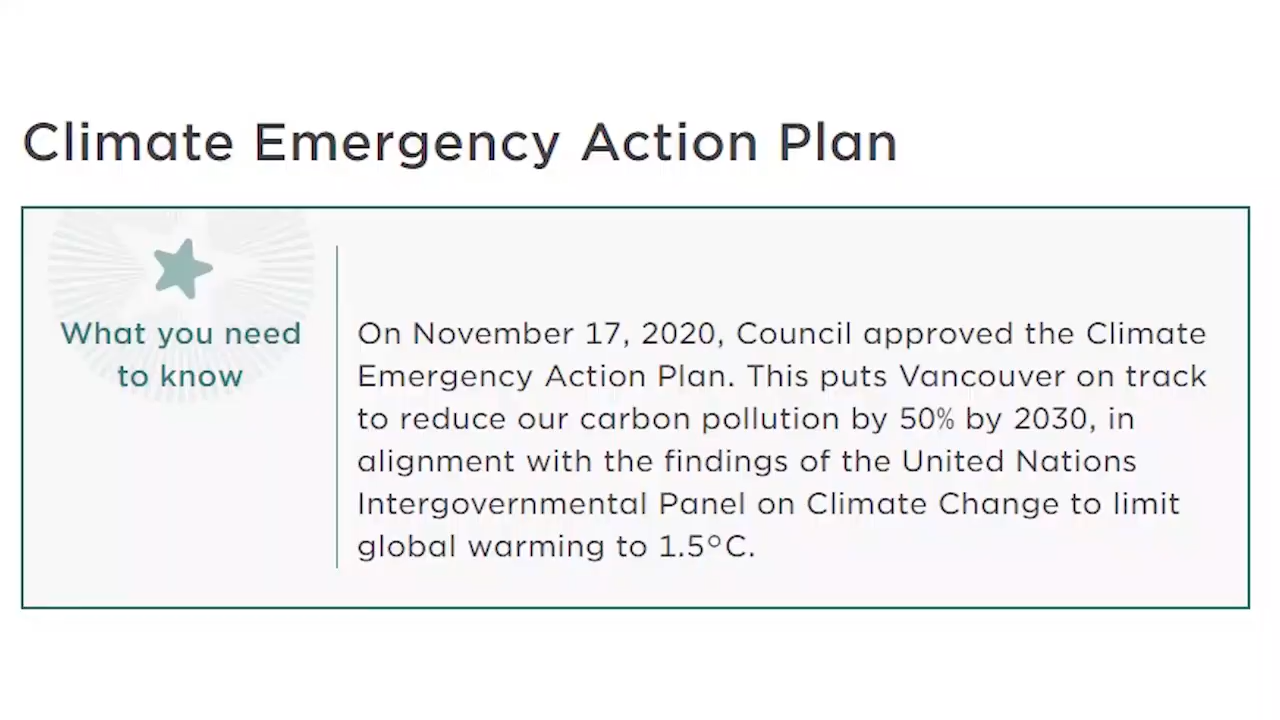 Climate Emergency Action Plan
What you need
to know
On November 17, 2020, Council approved the Climate
Emergency Action Plan. This puts Vancouver on track
to reduce our carbon pollution by 50% by 2030, in
alignment with the findings of the United Nations
Intergovernmental Panel on Climate Change to limit
global warming to 1.5°C.